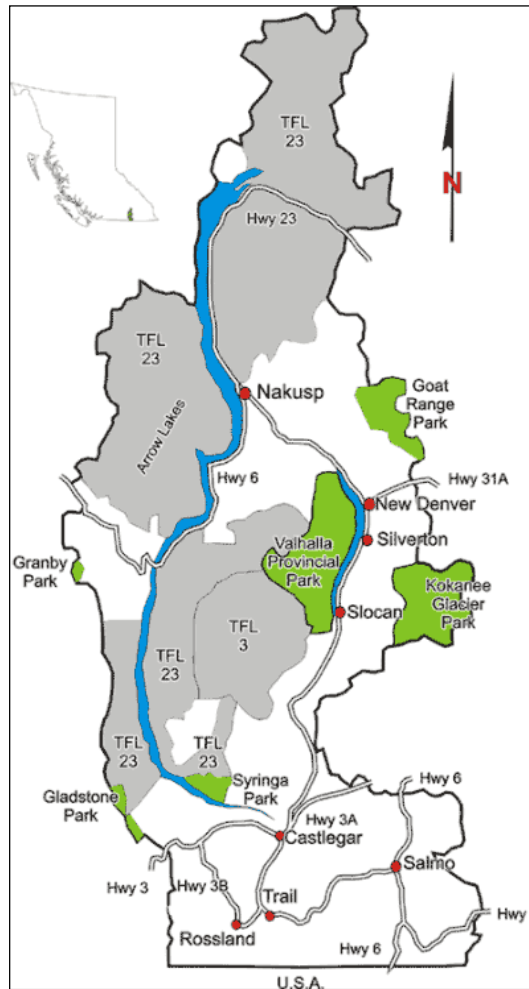 TFL
23
N
Hwy 23
TFL
23
Arrow Lakes
Nakusp
Goat
Range
Park
Hwy 6
Hwy 31A
New Denver
Silverton
Valhalla
Provincial
Park
Granby
Park
Kokanee
Glacier
Park
Slocan
TFL
3
TFL
23
TFL
23
TFL
23
Syringa
Park
Gladstone
Park
Hwy 6
Hwy 3A
Castlegar
Hwy 3
Hwy 3B
Salmo
Trail
Rossland
Hwy
Hwy 6
U.S.A.